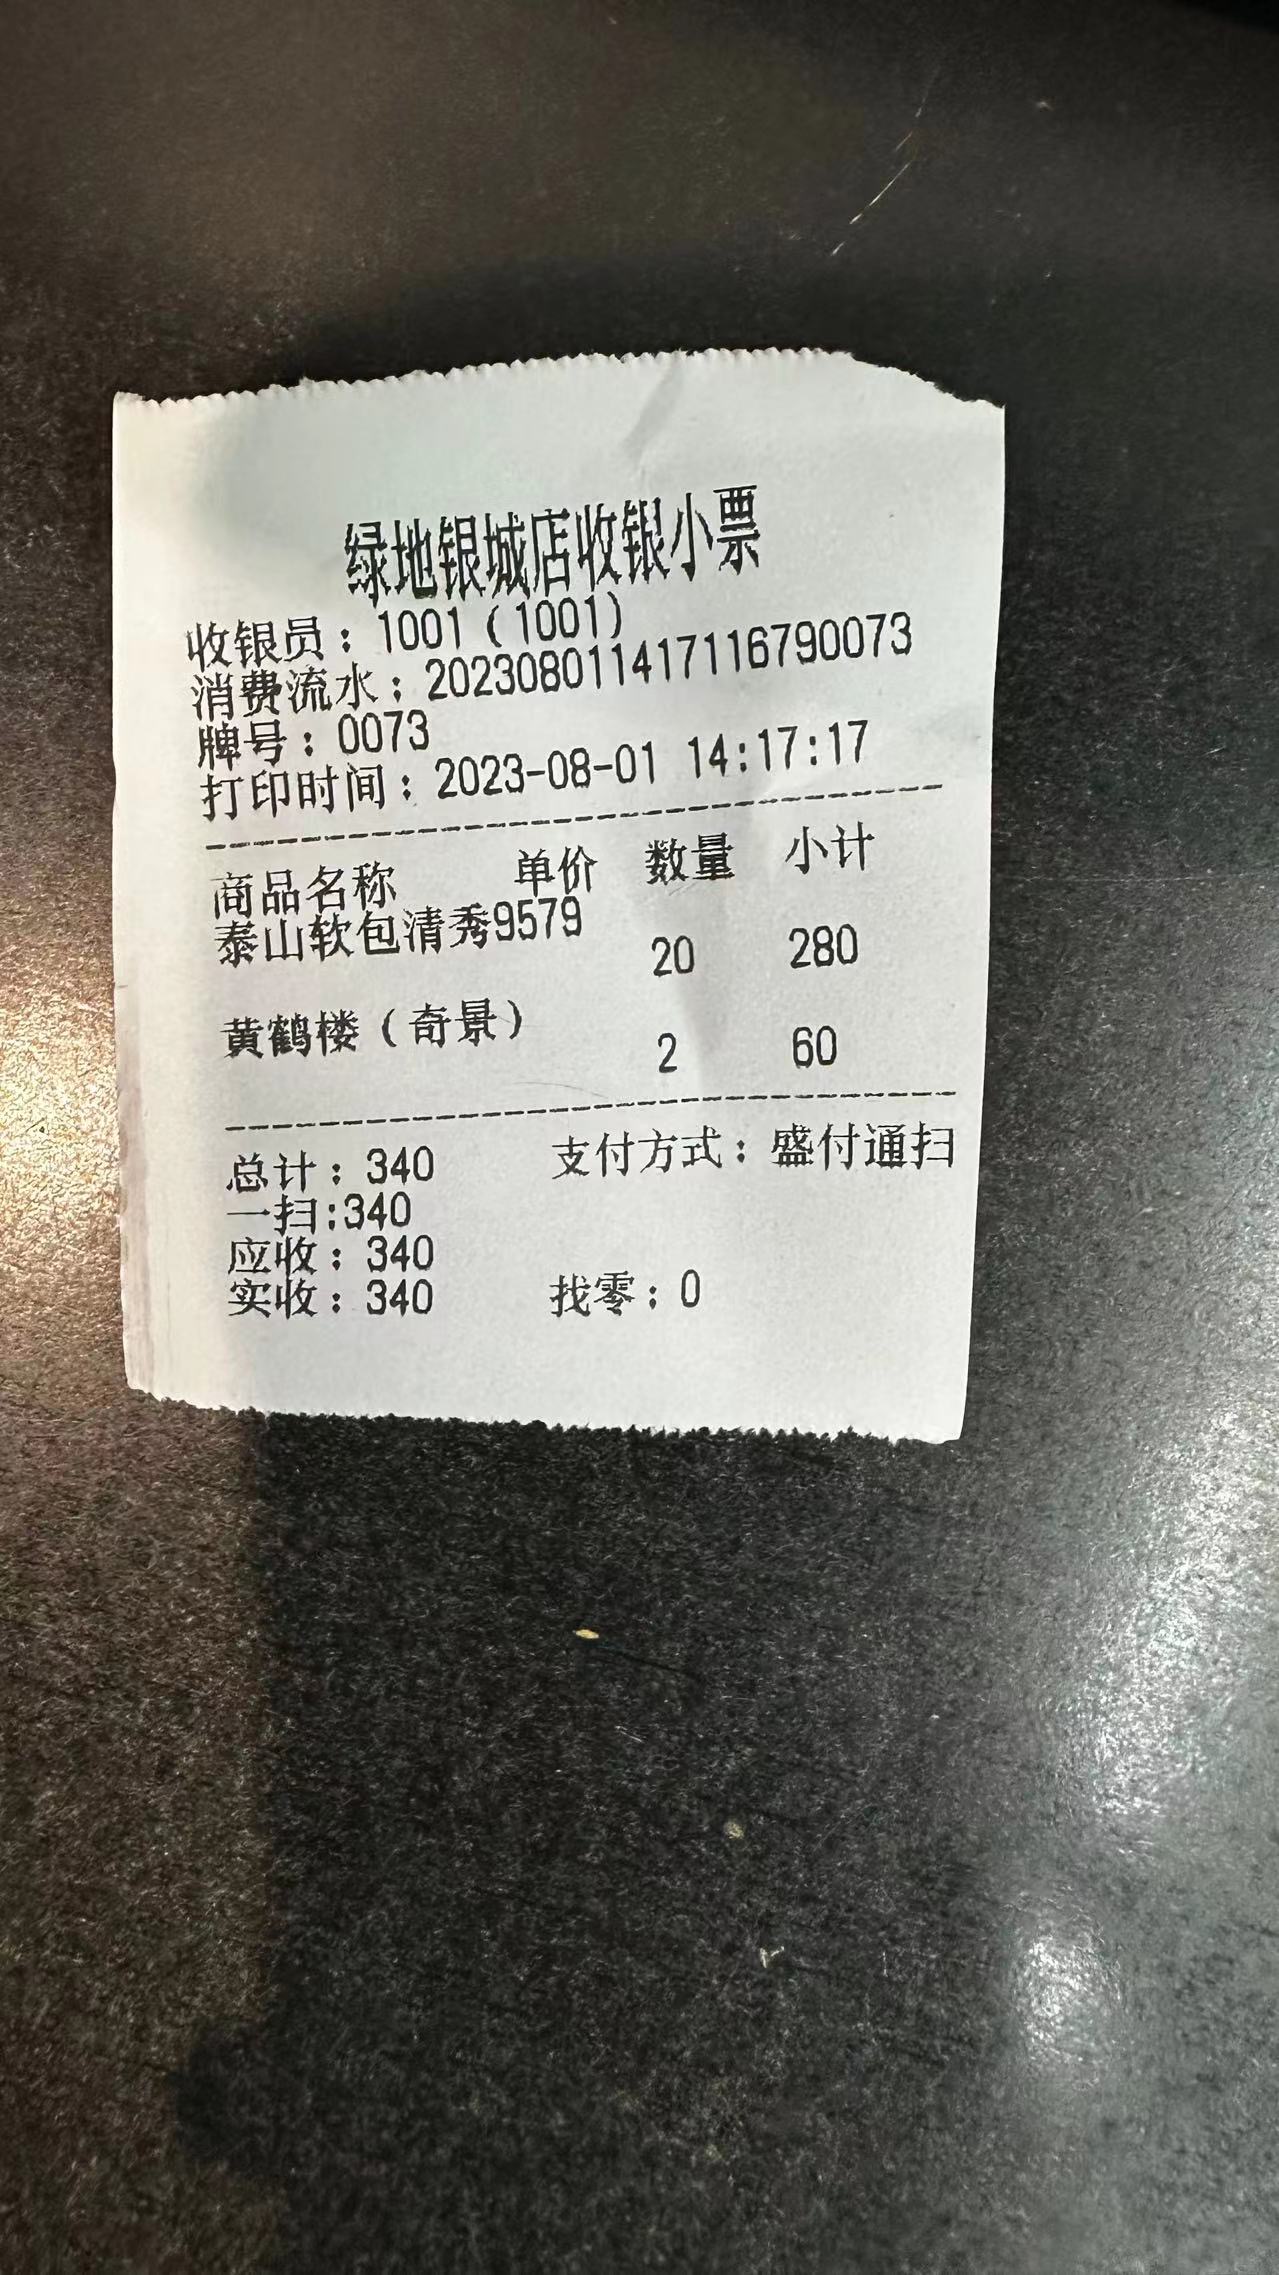 绿地银城店收银小票
收银员：1001（1001）
消费流水：202308011417116790073
牌号：0073
打印时间：2023-08-01 14:17:17
商品名称 单价 数量 小计
泰山软包清秀9579
20 280
黄鹤楼（奇景）
2 60
总计：340 支付方式：盛付通扫
一扫:340
应收：340
实收：340 找零：0